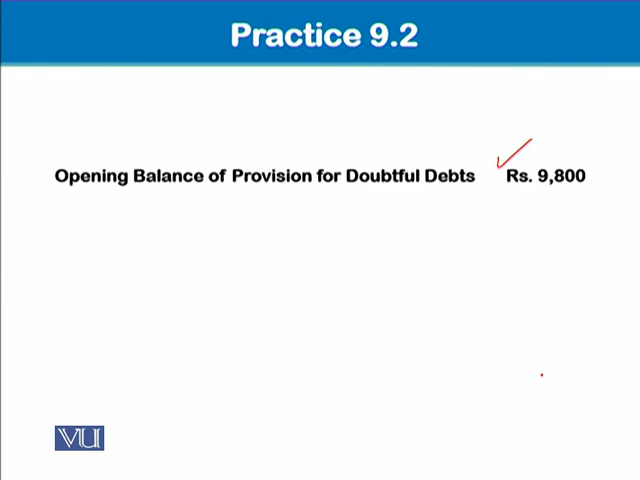 Practice 9.2
Opening Balance of Provision for Doubtful Debts Rs. 9,800
VU